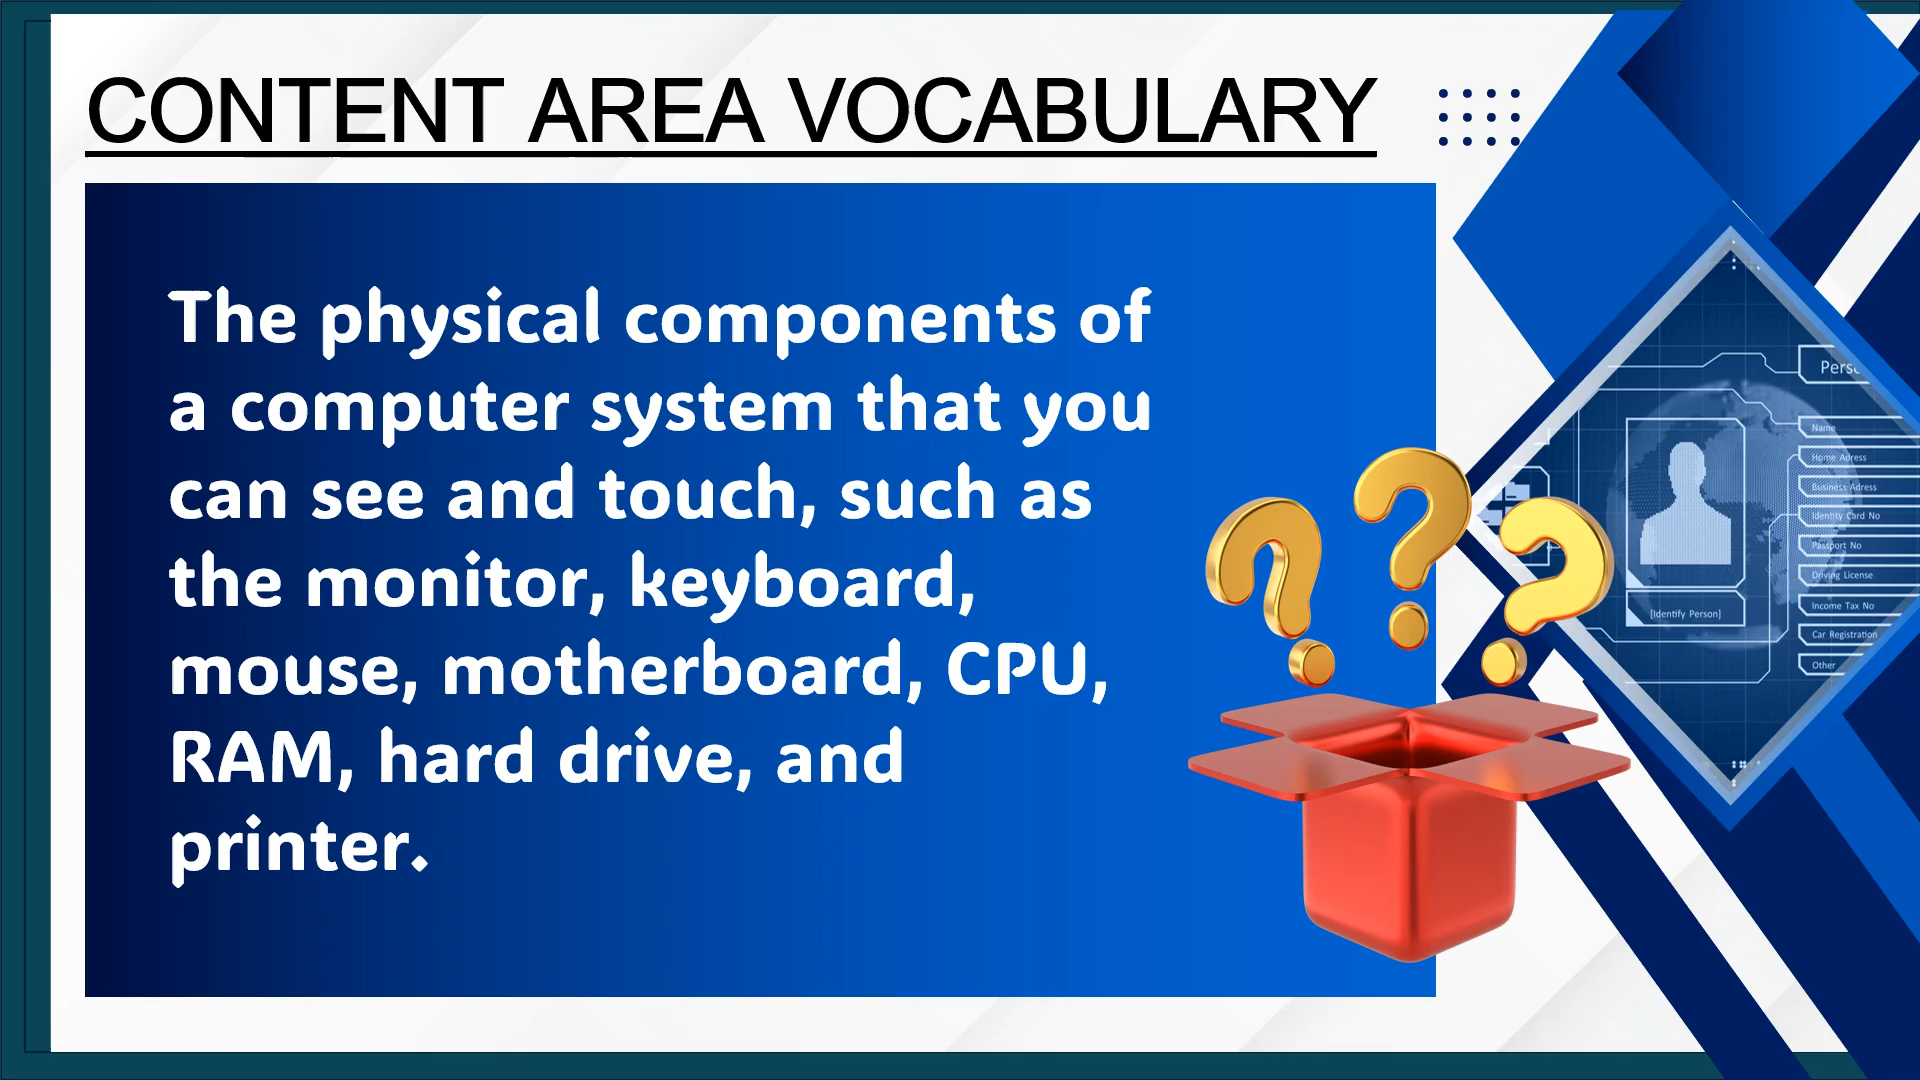 CONTENT AREA VOCABULARY
The physical components of
a computer system that you
can see and touch, such as
the monitor, keyboard,
mouse, motherboard, CPU,
RAM, hard drive, and
printer.
Name
Home Adress
Business Adress
Identity Card No
Passport No
Driving License
Income Tax No
Car Registration
Other
[Identify Person]